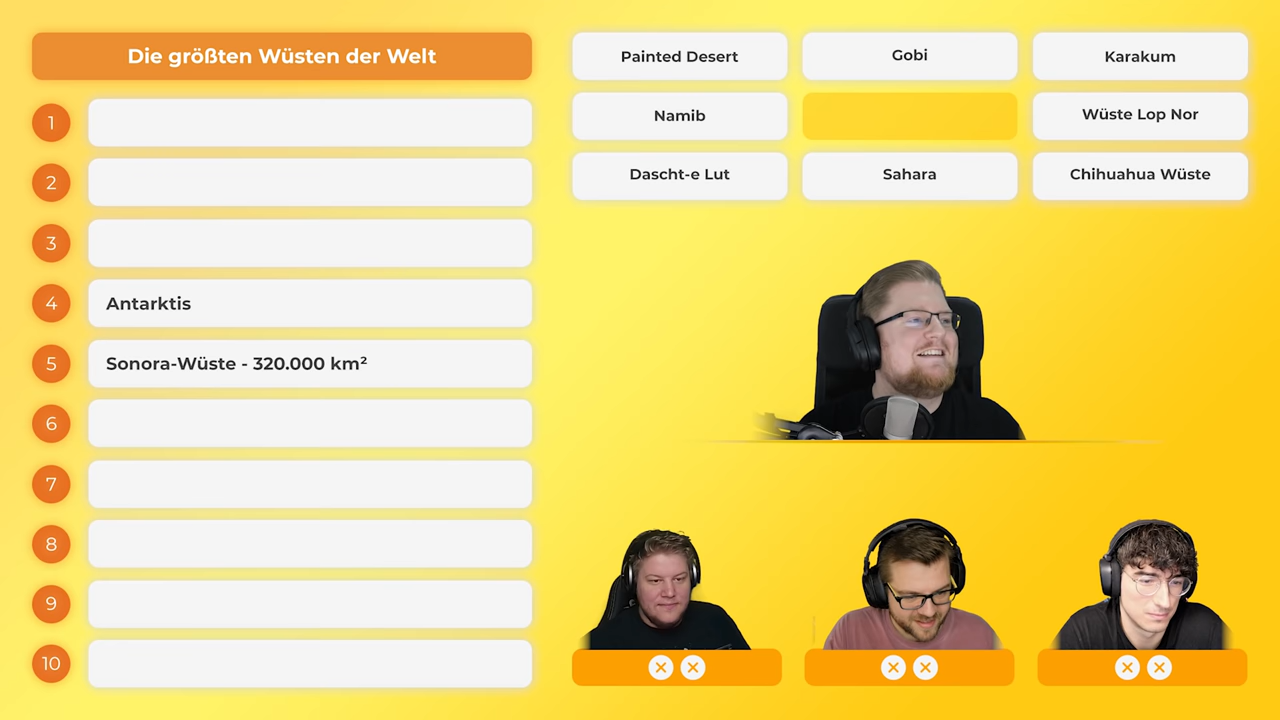 Die größten Wüsten der Welt
1
2
3
4 Antarktis
5 Sonora-Wüste - 320.000 km²
6
7
8
9
10
Painted Desert
Gobi
Karakum
Namib
Wüste Lop Nor
Dascht-e Lut
Sahara
Chihuahua Wüste